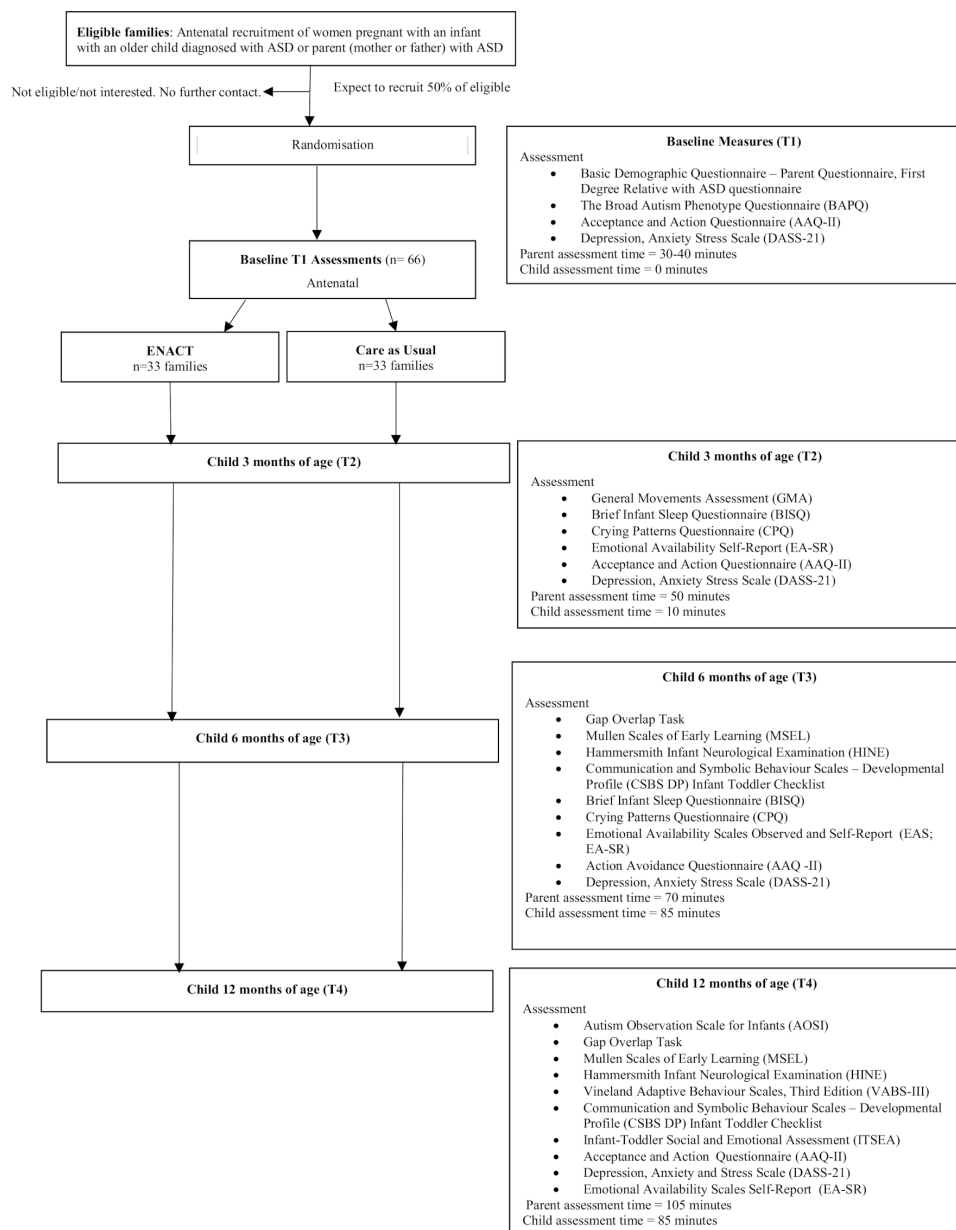 Eligible families: Antenatal recruitment of women pregnant with an infant
with an older child diagnosed with ASD or parent (mother or father) with ASD
Not eligible/not interested. No further contact.
Expect to recruit 50% of eligible
Randomisation
Baseline T1 Assessments (n= 66)
Antenatal
ENACT
n=33 families
Care as Usual
n=33 families
Child 3 months of age (T2)
Child 6 months of age (T3)
Child 12 months of age (T4)
Baseline Measures (T1)
Assessment
• Basic Demographic Questionnaire – Parent Questionnaire, First
Degree Relative with ASD questionnaire
• The Broad Autism Phenotype Questionnaire (BAPQ)
• Acceptance and Action Questionnaire (AAQ-II)
• Depression, Anxiety Stress Scale (DASS-21)
Parent assessment time = 30-40 minutes
Child assessment time = 0 minutes
Child 3 months of age (T2)
Assessment
• General Movements Assessment (GMA)
• Brief Infant Sleep Questionnaire (BISQ)
• Crying Patterns Questionnaire (CPQ)
• Emotional Availability Self-Report (EA-SR)
• Acceptance and Action Questionnaire (AAQ-II)
• Depression, Anxiety Stress Scale (DASS-21)
Parent assessment time = 50 minutes
Child assessment time = 10 minutes
Child 6 months of age (T3)
Assessment
• Gap Overlap Task
• Mullen Scales of Early Learning (MSEL)
• Hammersmith Infant Neurological Examination (HINE)
• Communication and Symbolic Behaviour Scales – Developmental
Profile (CSBS DP) Infant Toddler Checklist
• Brief Infant Sleep Questionnaire (BISQ)
• Crying Patterns Questionnaire (CPQ)
• Emotional Availability Scales Observed and Self-Report (EAS;
EA-SR)
• Action Avoidance Questionnaire (AAQ -II)
• Depression, Anxiety Stress Scale (DASS-21)
Parent assessment time = 70 minutes
Child assessment time = 85 minutes
Child 12 months of age (T4)
Assessment
• Autism Observation Scale for Infants (AOSI)
• Gap Overlap Task
• Mullen Scales of Early Learning (MSEL)
• Hammersmith Infant Neurological Examination (HINE)
• Vineland Adaptive Behaviour Scales, Third Edition (VABS-III)
• Communication and Symbolic Behaviour Scales – Developmental
Profile (CSBS DP) Infant Toddler Checklist
• Infant-Toddler Social and Emotional Assessment (ITSEA)
• Acceptance and Action Questionnaire (AAQ-II)
• Depression, Anxiety and Stress Scale (DASS-21)
• Emotional Availability Scales Self-Report (EA-SR)
Parent assessment time = 105 minutes
Child assessment time = 85 minutes